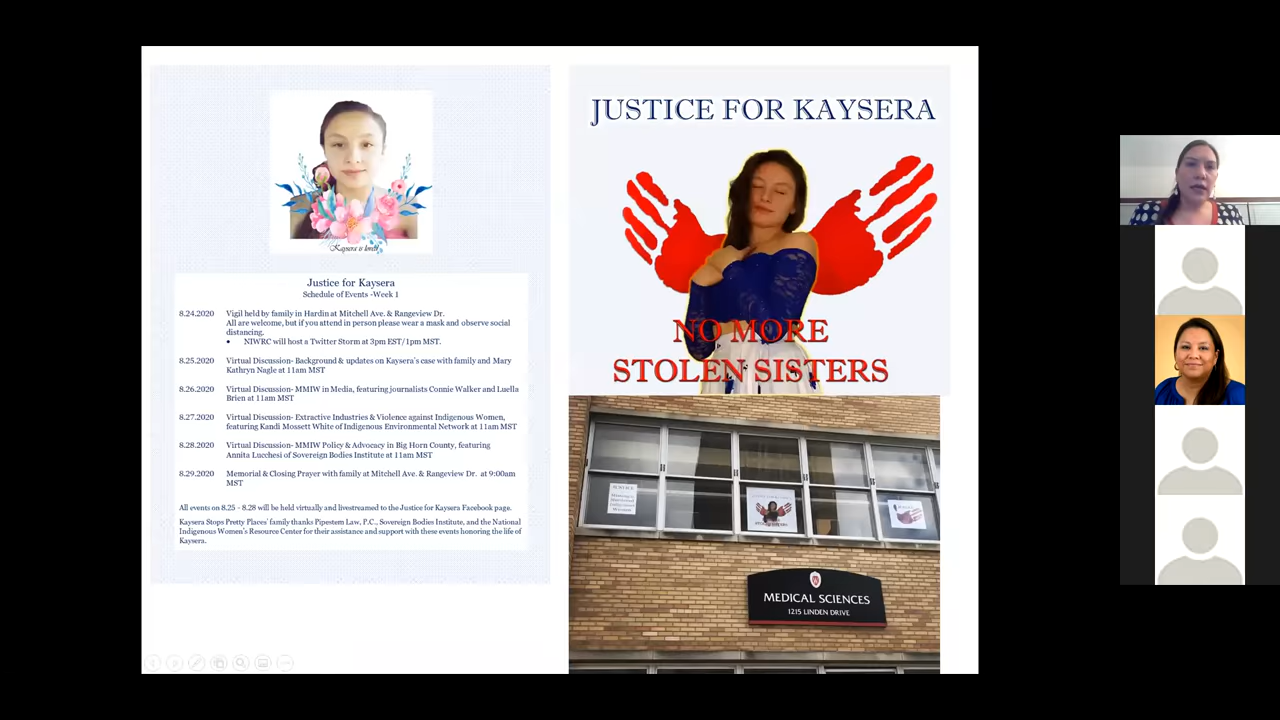 Kaysera is loved
Justice for Kaysera
Schedule of Events -Week 1
8.24.2020 Vigil held by family in Hardin at Mitchell Ave. & Rangeview Dr.
All are welcome, but if you attend in person please wear a mask and observe social
distancing.
• NIWRC will host a Twitter Storm at 3pm EST/1pm MST.
8.25.2020 Virtual Discussion- Background & updates on Kaysera's case with family and Mary
Kathryn Nagle at 11am MST
8.26.2020 Virtual Discussion- MMIW in Media, featuring journalists Connie Walker and Luella
Brien at 11am MST
8.27.2020 Virtual Discussion- Extractive Industries & Violence against Indigenous Women,
featuring Kandi Mossett White of Indigenous Environmental Network at 11am MST
8.28.2020 Virtual Discussion- MMIW Policy & Advocacy in Big Horn County, featuring
Annita Lucchesi of Sovereign Bodies Institute at 11am MST
8.29.2020 Memorial & Closing Prayer with family at Mitchell Ave. & Rangeview Dr. at 9:00am
MST
All events on 8.25 - 8.28 will be held virtually and livestreamed to the Justice for Kaysera Facebook page.
Kaysera Stops Pretty Places' family thanks Pipestem Law, P.C., Sovereign Bodies Institute, and the National
Indigenous Women's Resource Center for their assistance and support with these events honoring the life of
Kaysera.
JUSTICE FOR KAYSERA
NO MORE
STOLEN SISTERS
W
MEDICAL SCIENCES
1215 LINDEN DRIVE